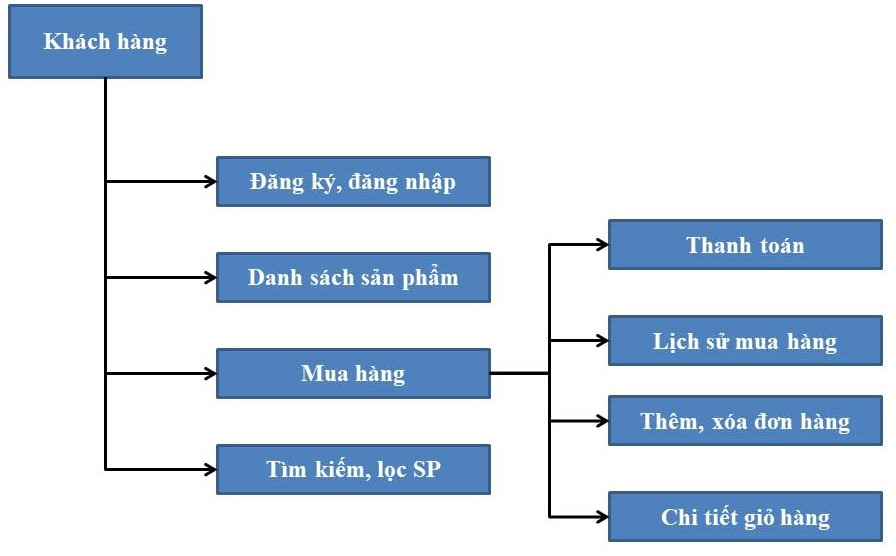 Khách hàng
Đăng ký, đăng nhập
Danh sách sản phẩm
Mua hàng
Tìm kiếm, lọc SP
Thanh toán
Lịch sử mua hàng
Thêm, xóa đơn hàng
Chi tiết giỏ hàng